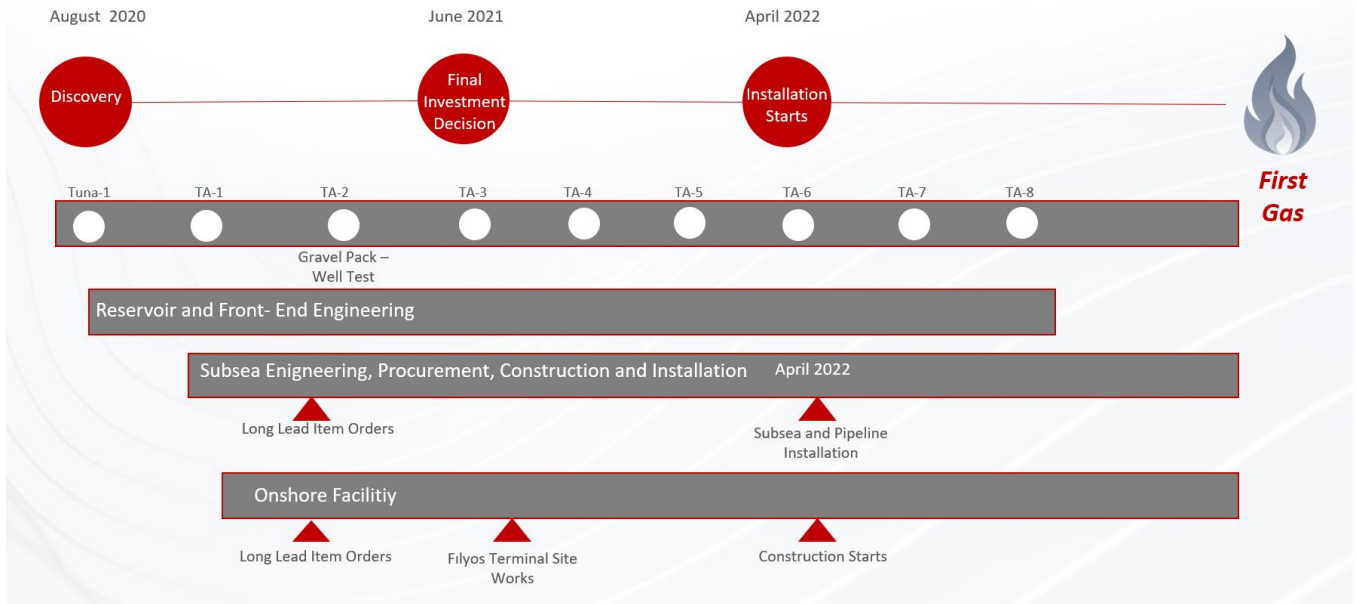 August 2020
June 2021
April 2022
Discovery
Final
Investment
Decision
Installation
Starts
First
Gas
Tuna-1
TA-1
TA-2
TA-3
TA-4
TA-5
TA-6
TA-7
TA-8
Gravel Pack –
Well Test
Reservoir and Front- End Engineering
Subsea Enigneering, Procurement, Construction and Installation
April 2022
Long Lead Item Orders
Subsea and Pipeline
Installation
Onshore Facilitiy
Long Lead Item Orders
Fılyos Terminal Site
Works
Construction Starts